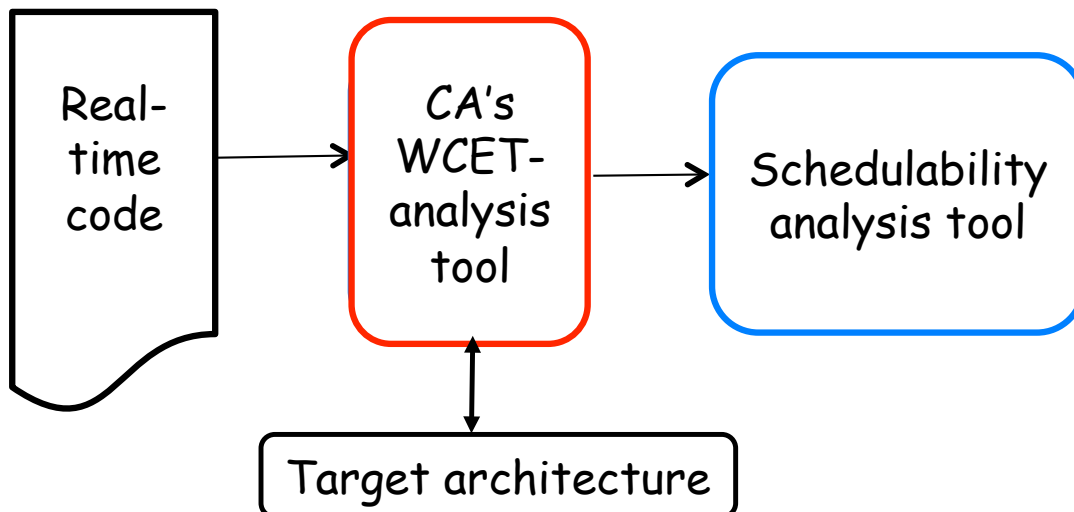 Real-
time
code
CA's
WCET-
analysis
tool
Schedulability
analysis tool
Target architecture